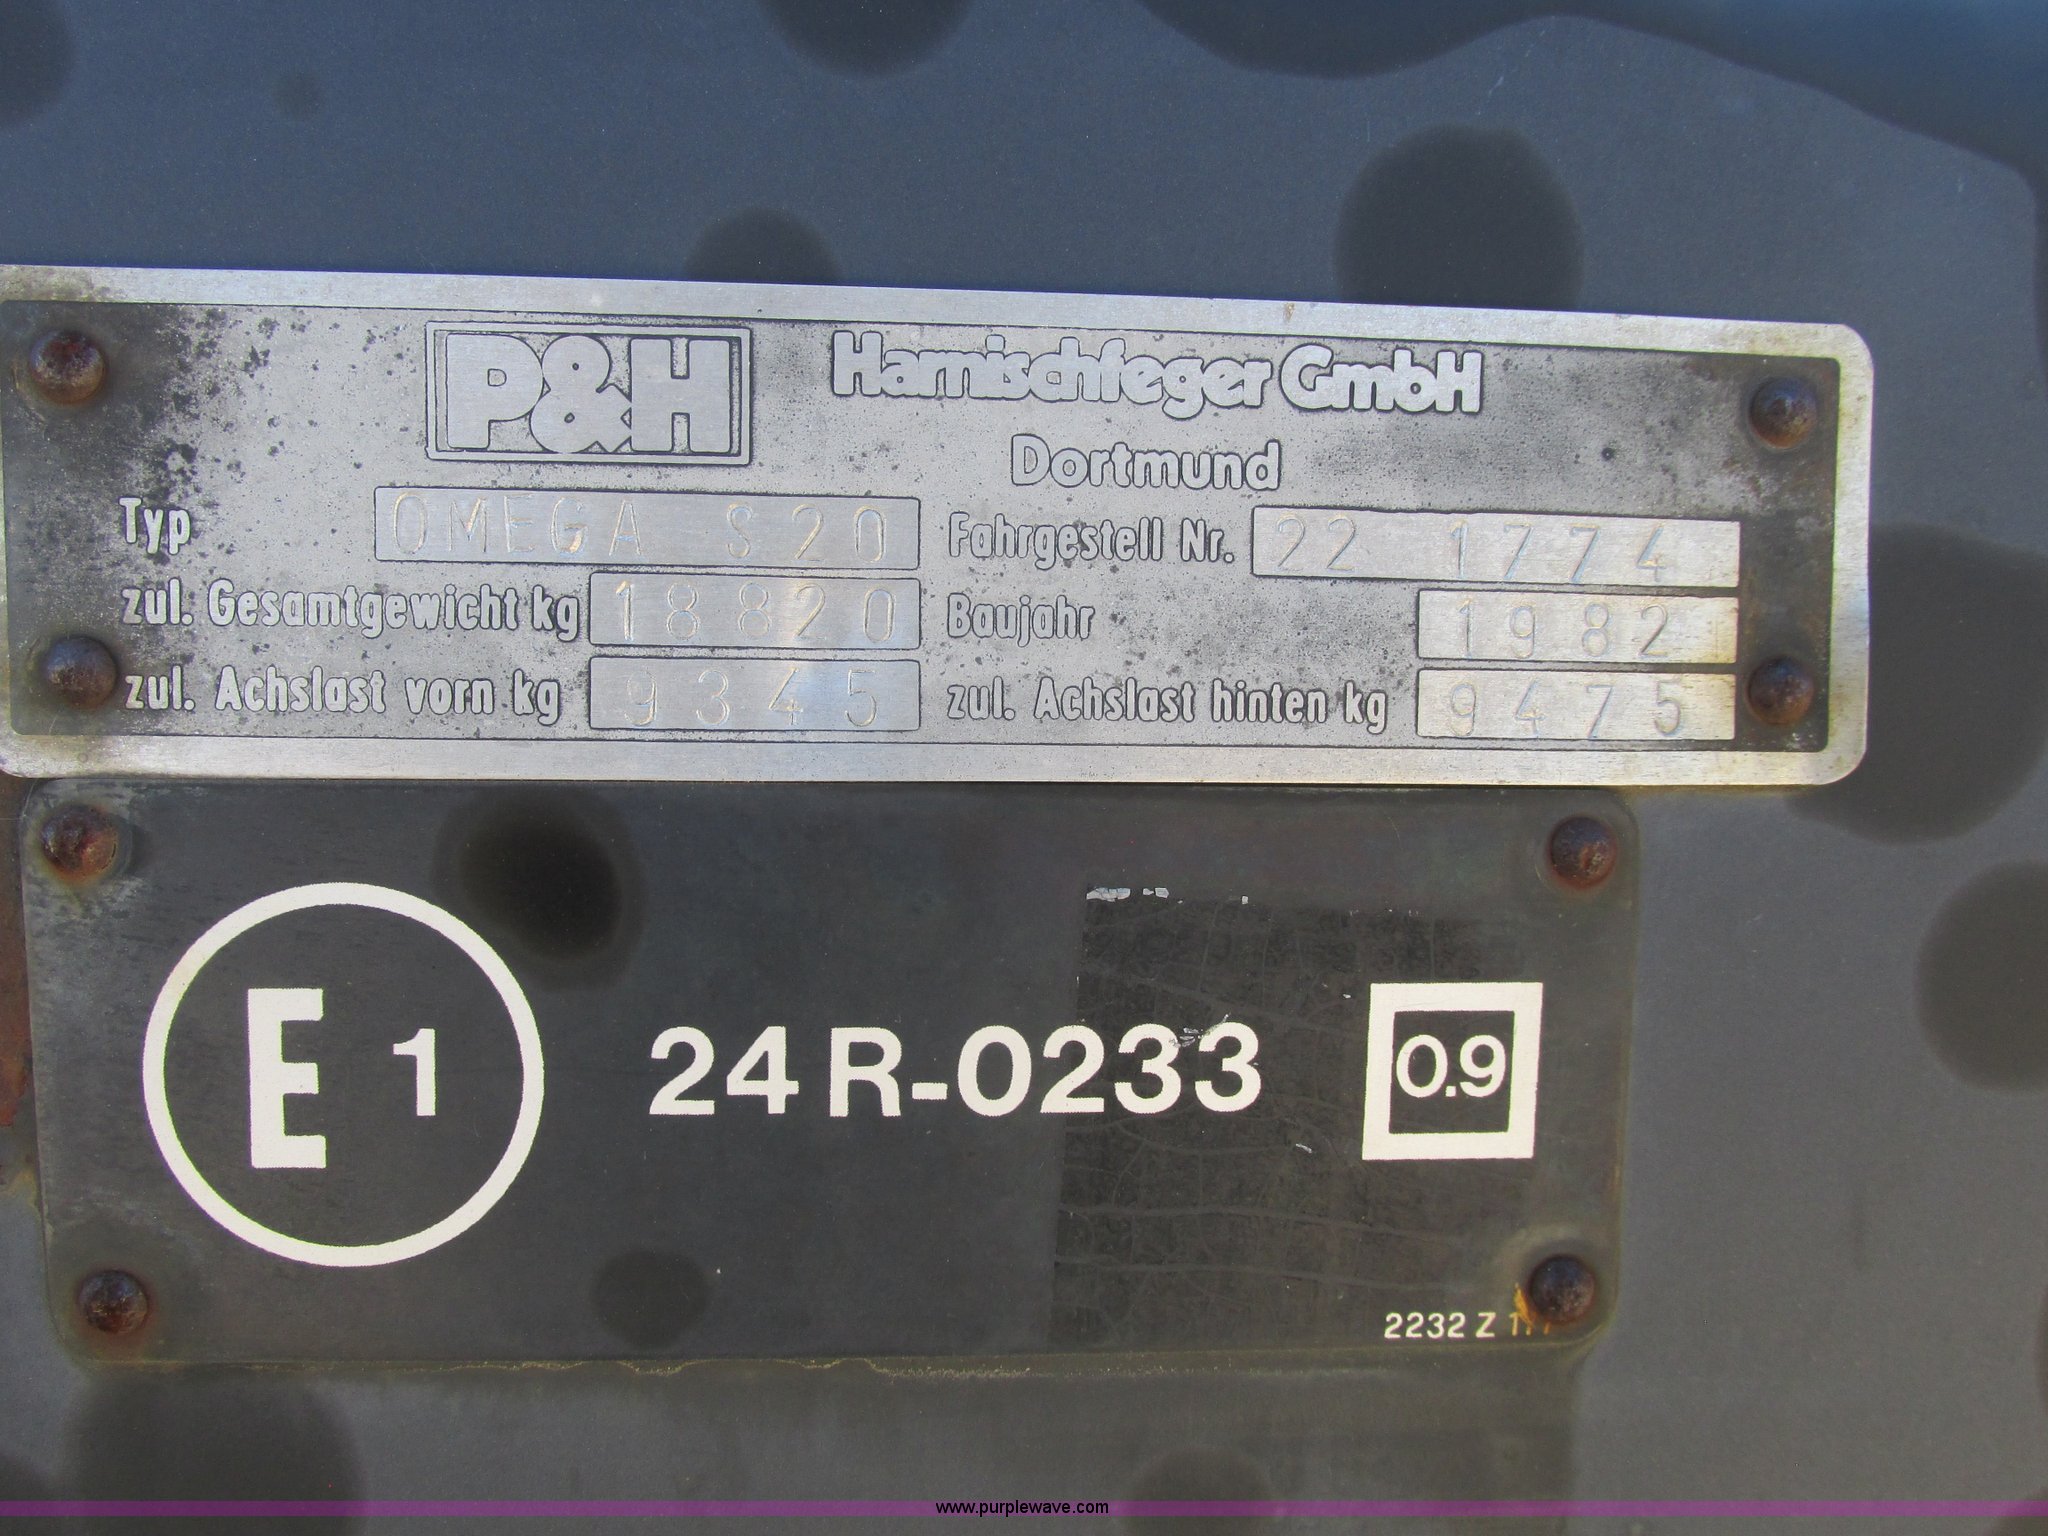 P&H Harnischfeger GmbH
Dortmund
Typ OMEGA S20 Fahrgestell Nr. 22 1774
zul. Gesamtgewicht kg 18820 Baujahr 1982
zul. Achslast vorn kg 9345 zul. Achslast hinten kg 9475
E 1 24 R-0233 0.9
2232 Z
www.purplewave.com